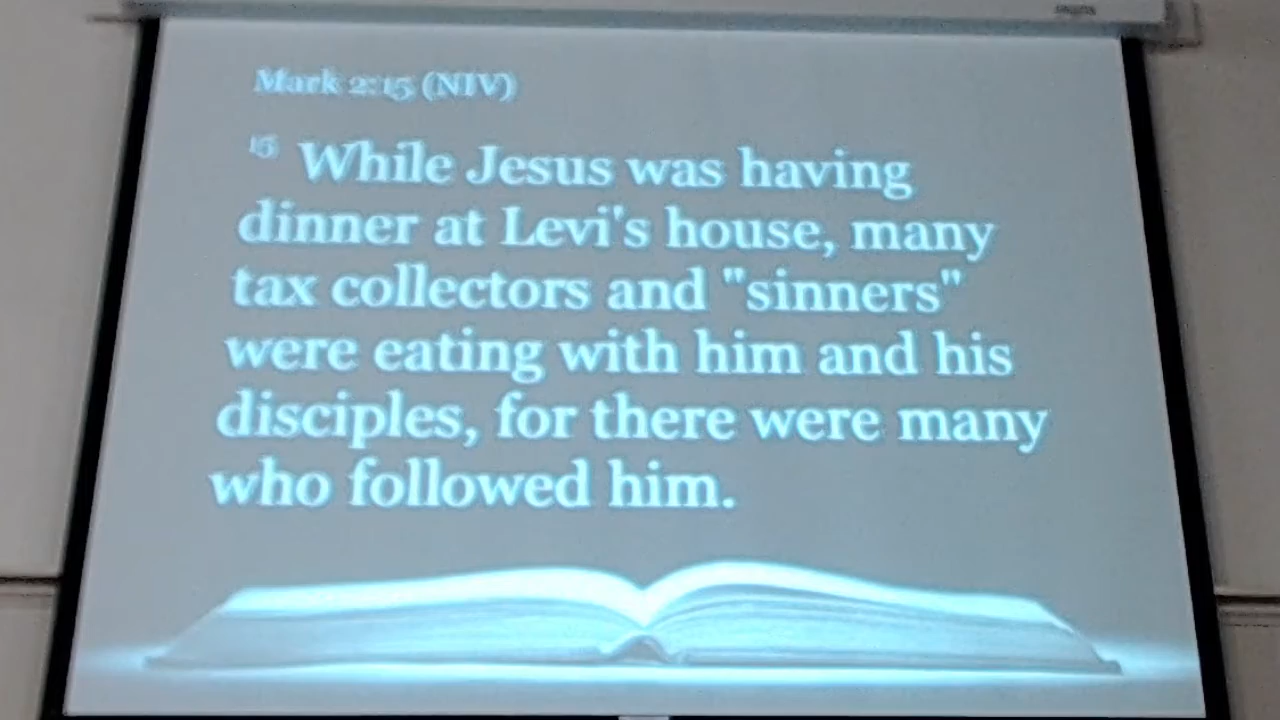 Mark 2:15 (NIV)
15 While Jesus was having
dinner at Levi's house, many
tax collectors and "sinners"
were eating with him and his
disciples, for there were many
who followed him.